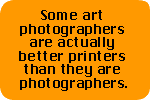 Some art
photographers
are actually
better printers
than they are
photographers.